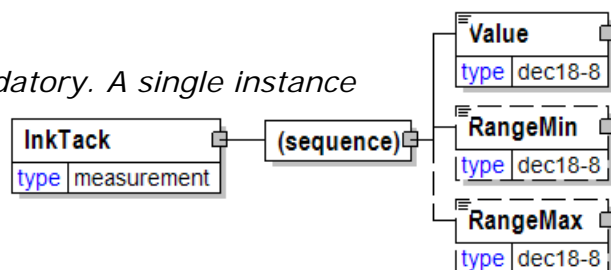 Value
type dec18-8
datory. A single instance
RangeMin
type dec18-8
InkTack
type measurement
(sequence)
RangeMax
type dec18-8